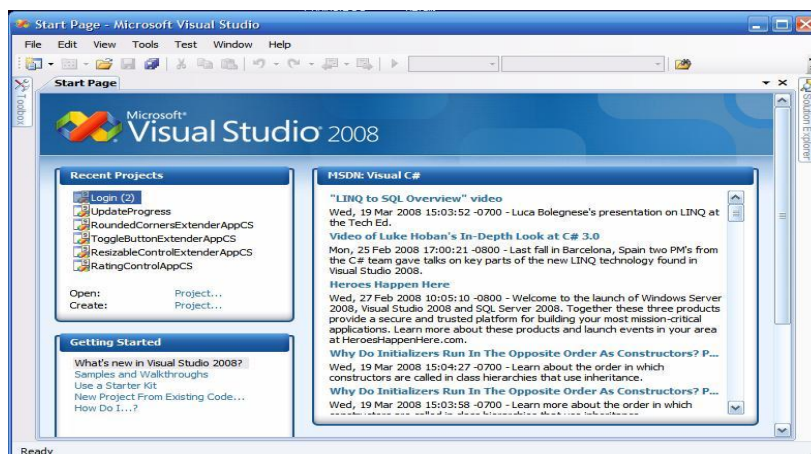 Start Page - Microsoft Visual Studio
File Edit View Tools Test Window Help
Toolbox
Start Page
Solution Explorer
Microsoft®
Visual Studio® 2008
Recent Projects
Login (2)
UpdateProgress
RoundedCornersExtenderAppCS
ToggleButtonExtenderAppCS
ResizableControlExtenderAppCS
RatingControlAppCS
Open: Project...
Create: Project...
Getting Started
What's new in Visual Studio 2008?
Samples and Walkthroughs
Use a Starter Kit
New Project From Existing Code...
How Do I...?
MSDN: Visual C#
"LINQ to SQL Overview" video
Wed, 19 Mar 2008 15:03:52 -0700 - Luca Bolegnese's presentation on LINQ at
the Tech Ed.
Video of Luke Hoban's In-Depth Look at C# 3.0
Mon, 25 Feb 2008 17:00:21 -0800 - Last fall in Barcelona, Spain two PM's from
the C# team gave talks on key parts of the new LINQ technology found in
Visual Studio 2008.
Heroes Happen Here
Wed, 27 Feb 2008 10:05:10 -0800 - Welcome to the launch of Windows Server
2008, Visual Studio 2008 and SQL Server 2008. Together these three products
provide a secure and trusted platform for building your most mission-critical
applications. Learn more about these products and launch events in your area
at HeroesHappenHere.com.
Why Do Initializers Run In The Opposite Order As Constructors? P...
Wed, 19 Mar 2008 15:04:27 -0700 - Learn about the order in which
constructors are called in class hierarchies that use inheritance.
Why Do Initializers Run In The Opposite Order As Constructors? P...
Wed, 19 Mar 2008 15:03:58 -0700 - Learn more about the order in which
constructors are called in class hierarchies that use inheritance.
Ready